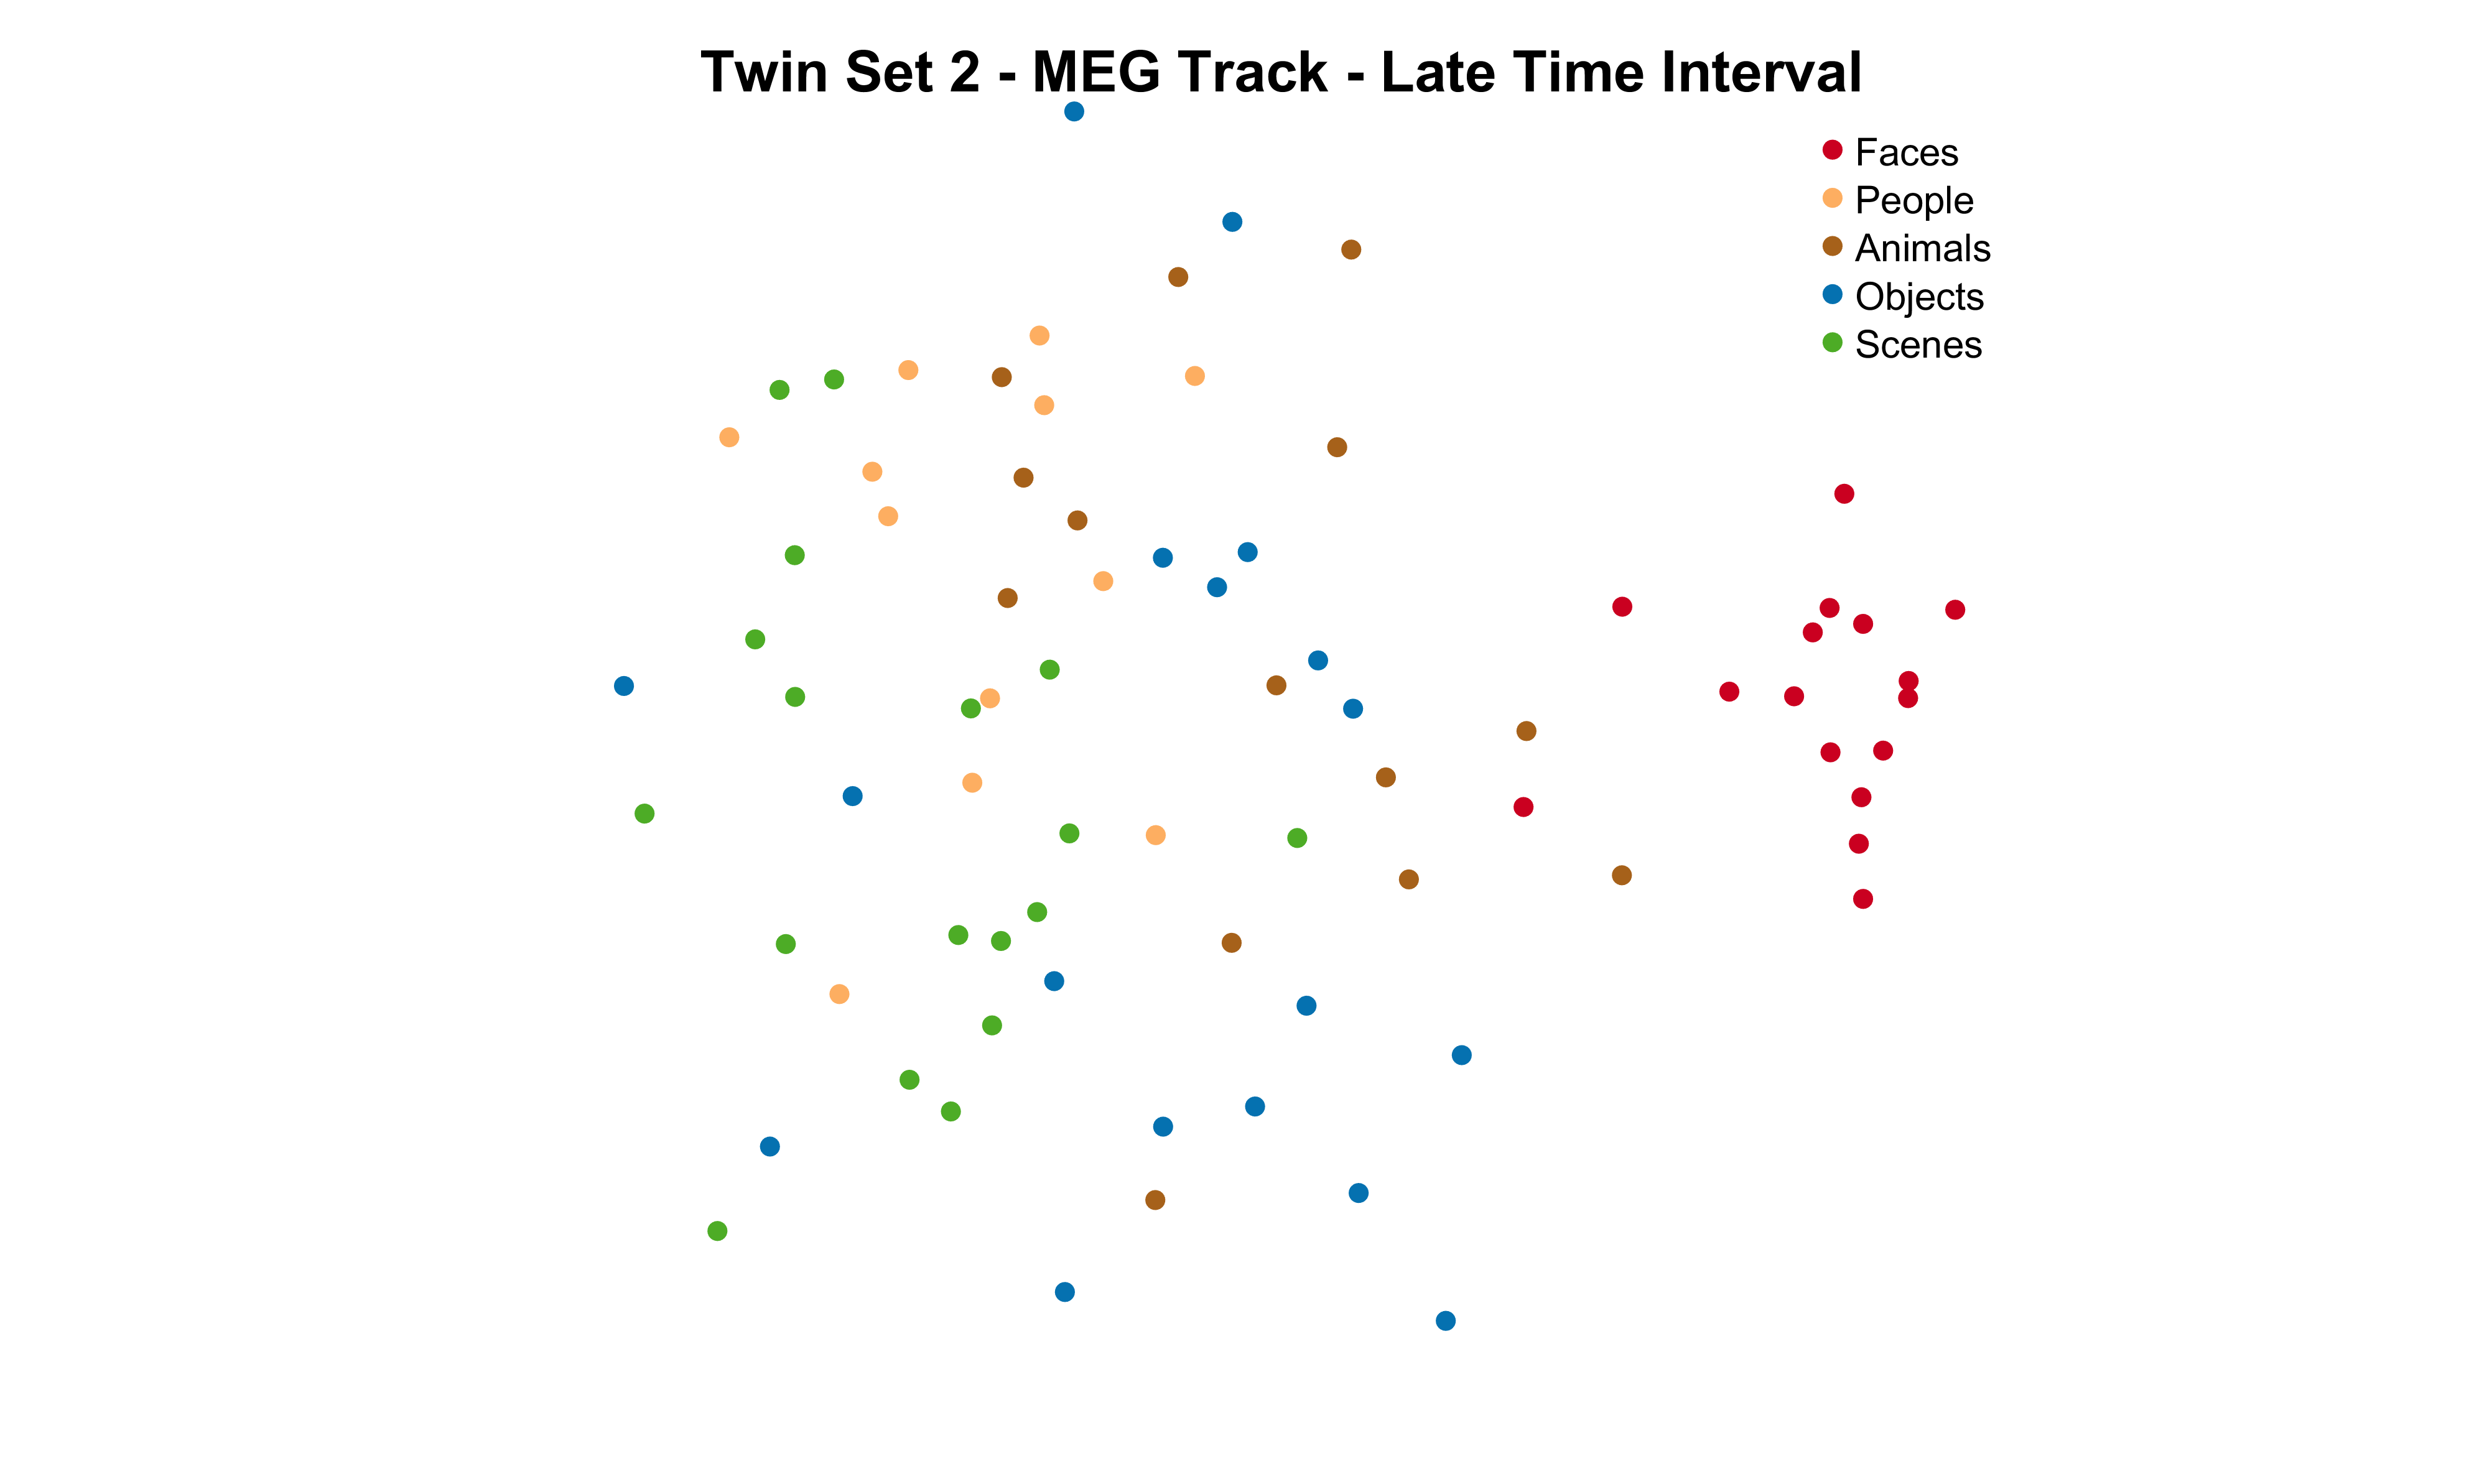 Twin Set 2 - MEG Track - Late Time Interval
Faces
People
Animals
Objects
Scenes